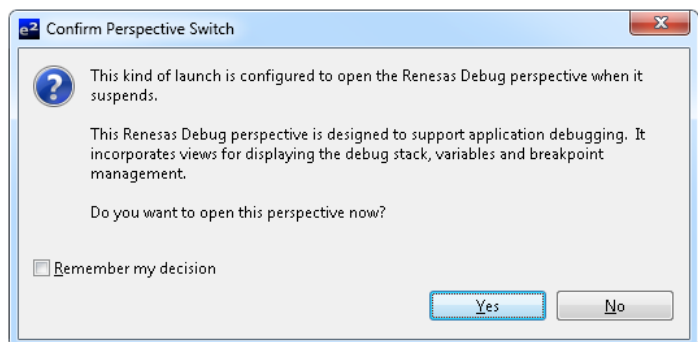 e² Confirm Perspective Switch
x
?
This kind of launch is configured to open the Renesas Debug perspective when it
suspends.
This Renesas Debug perspective is designed to support application debugging. It
incorporates views for displaying the debug stack, variables and breakpoint
management.
Do you want to open this perspective now?
Remember my decision
Yes No